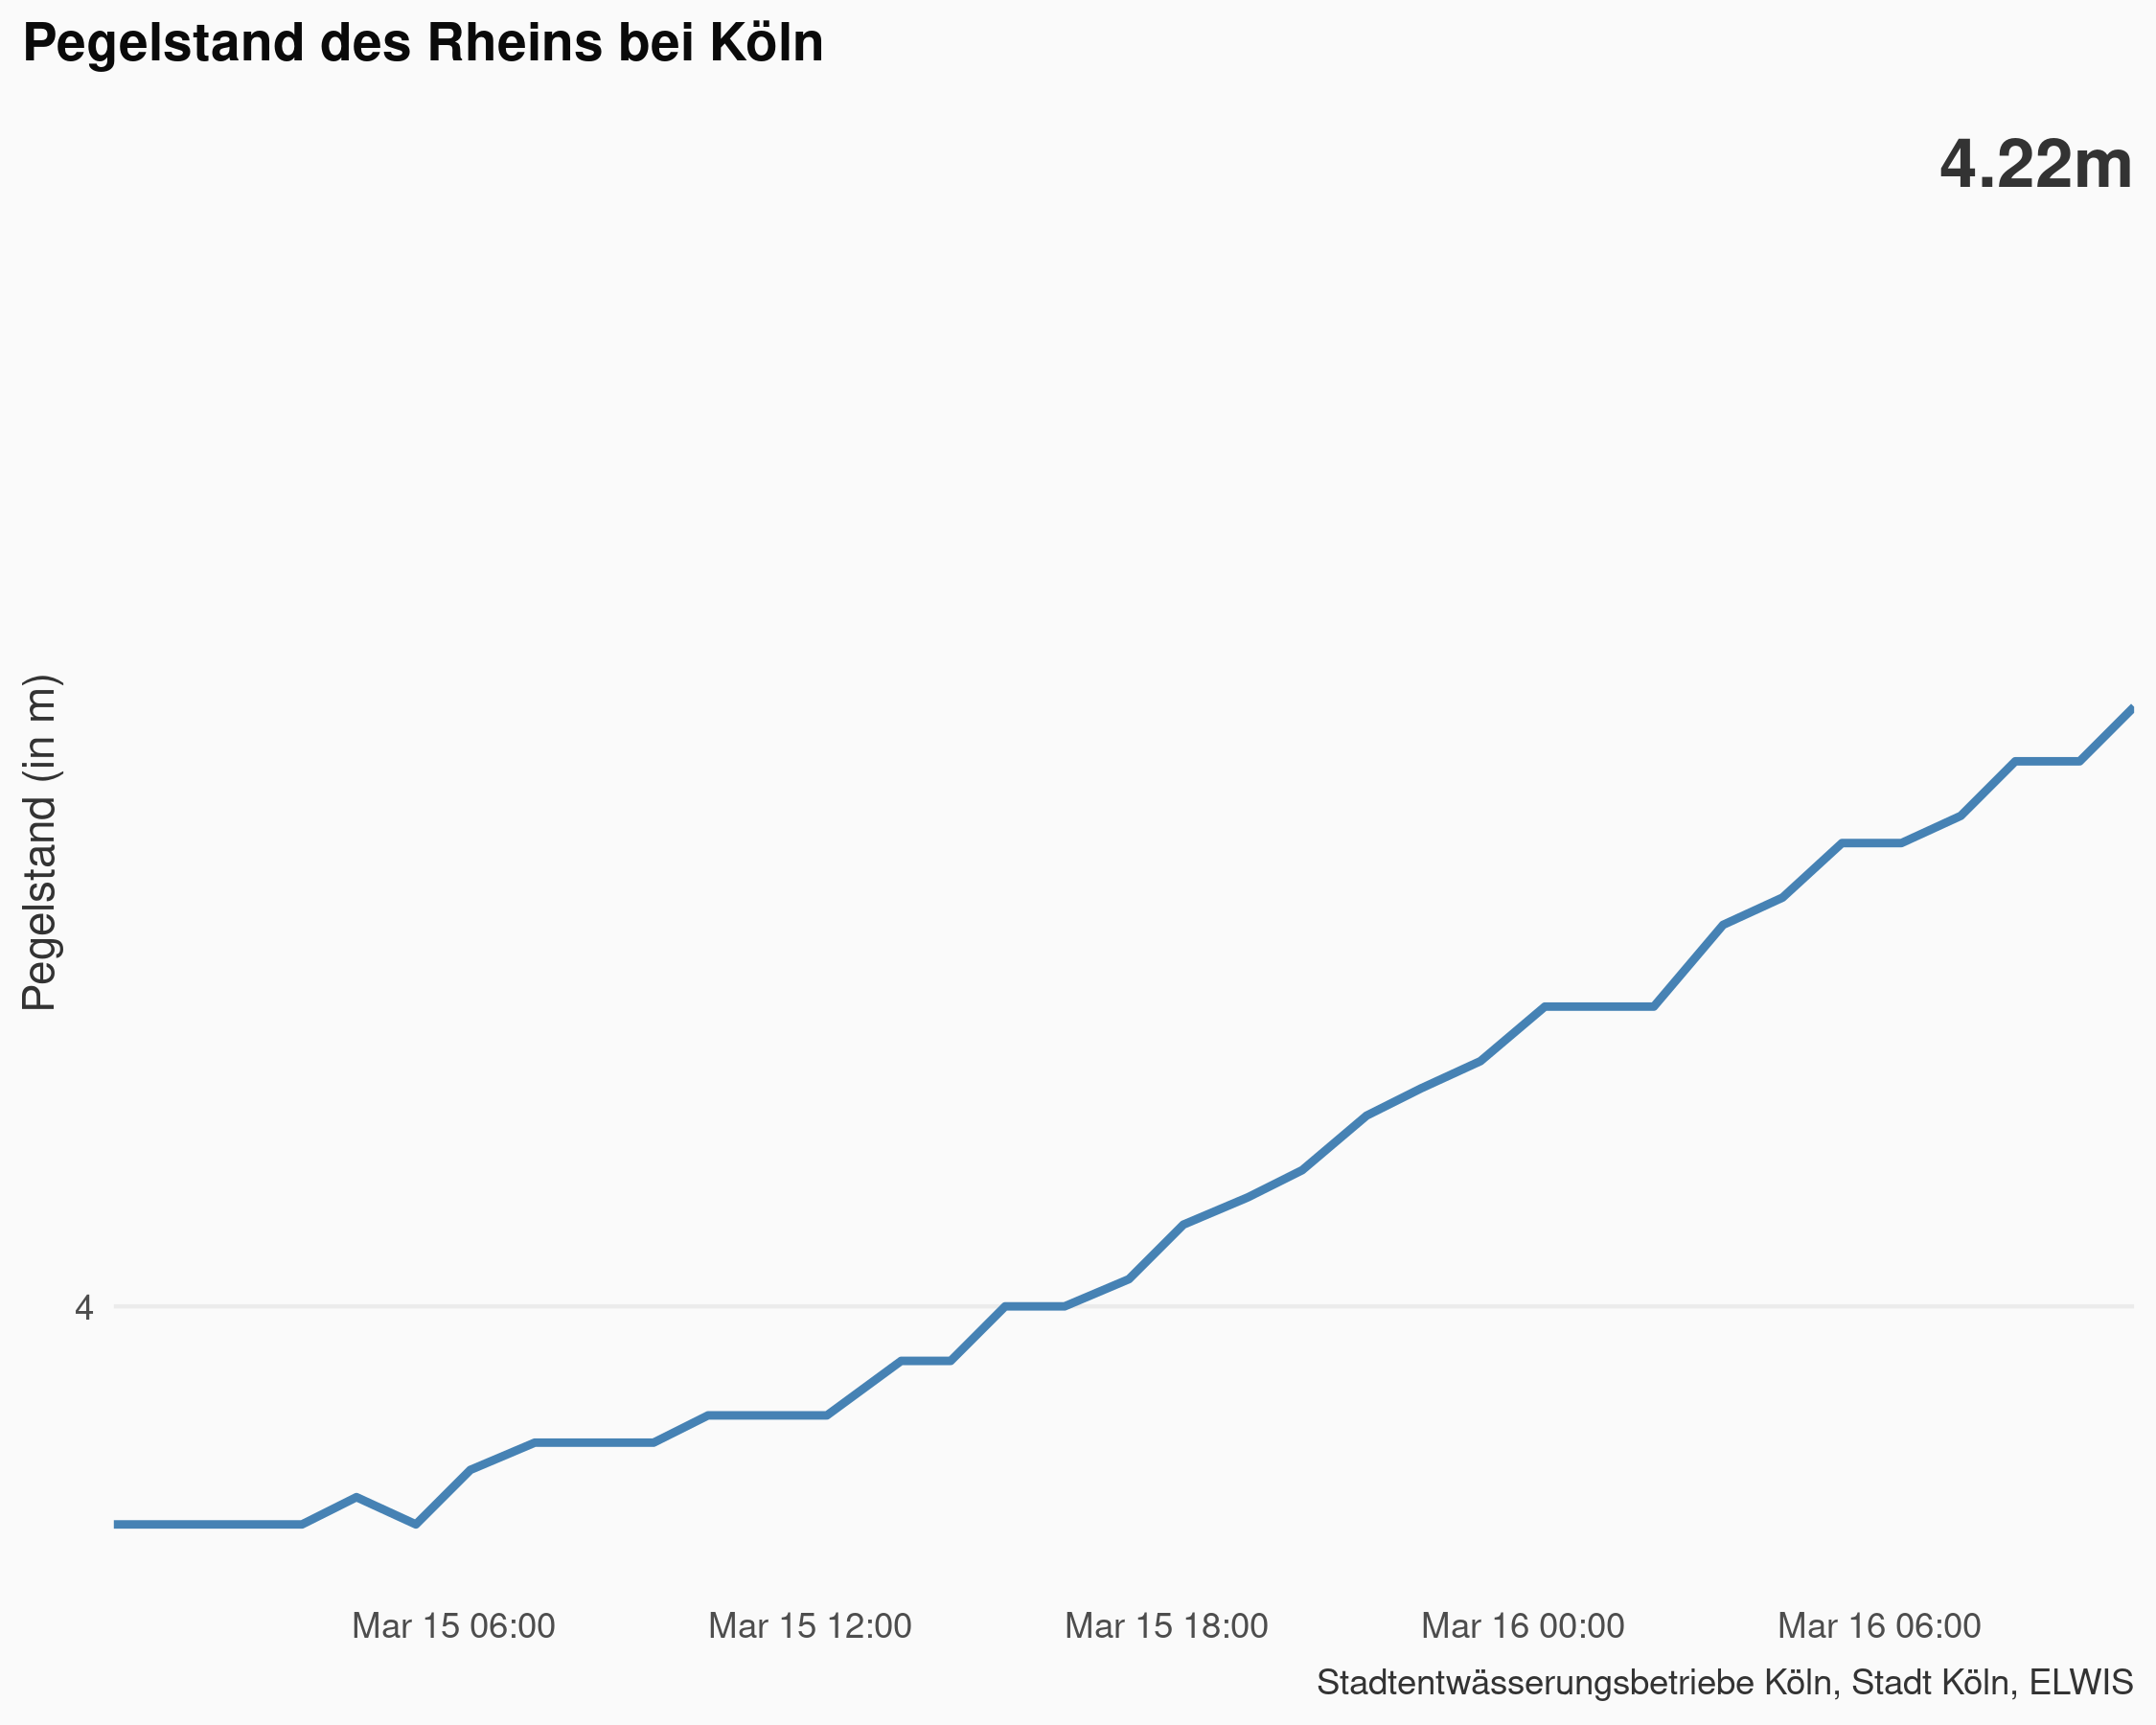 Pegelstand des Rheins bei Köln
4.22m
Pegelstand (in m)
4
Mar 15 06:00 Mar 15 12:00 Mar 15 18:00 Mar 16 00:00 Mar 16 06:00
Stadtentwässerungsbetriebe Köln, Stadt Köln, ELWIS